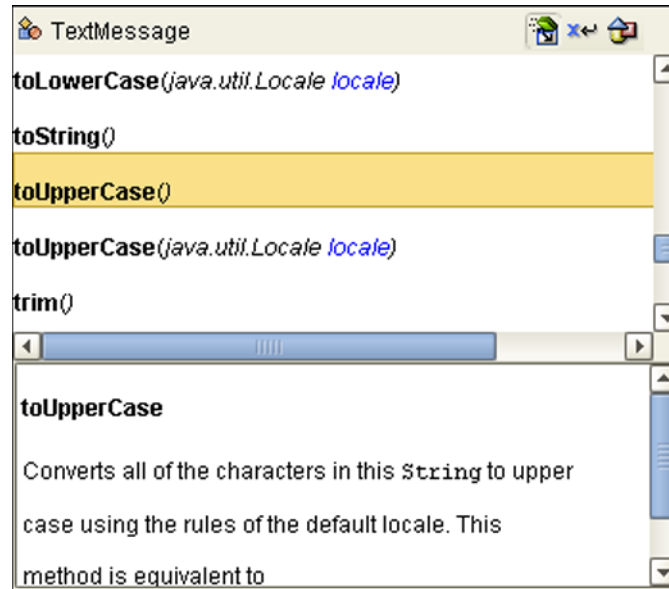 TextMessage
toLowerCase(java.util.Locale locale)
toString()
toUpperCase()
toUpperCase(java.util.Locale locale)
trim()
toUpperCase
Converts all of the characters in this String to upper
case using the rules of the default locale. This
method is equivalent to